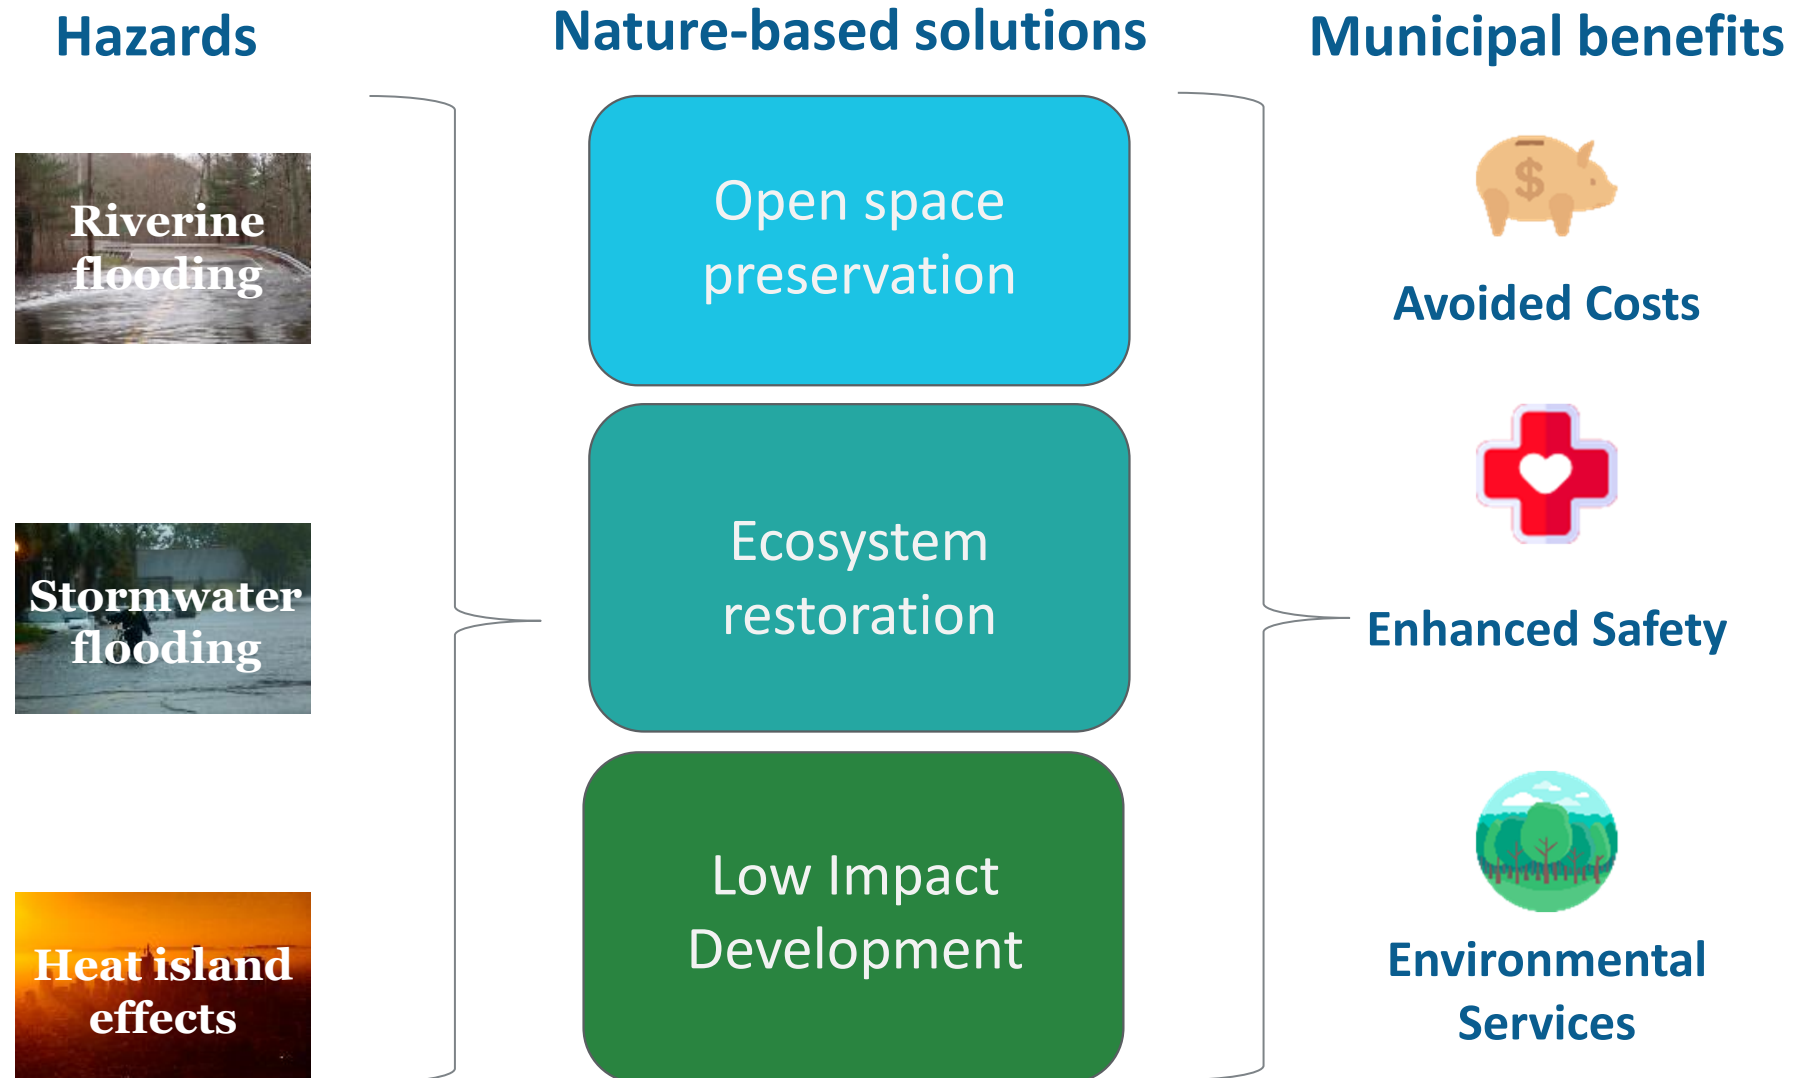 Hazards
Nature-based solutions
Municipal benefits
Riverine
flooding
Stormwater
flooding
Heat island
effects
Open space
preservation
Ecosystem
restoration
Low Impact
Development
$
Avoided Costs
Enhanced Safety
Environmental
Services